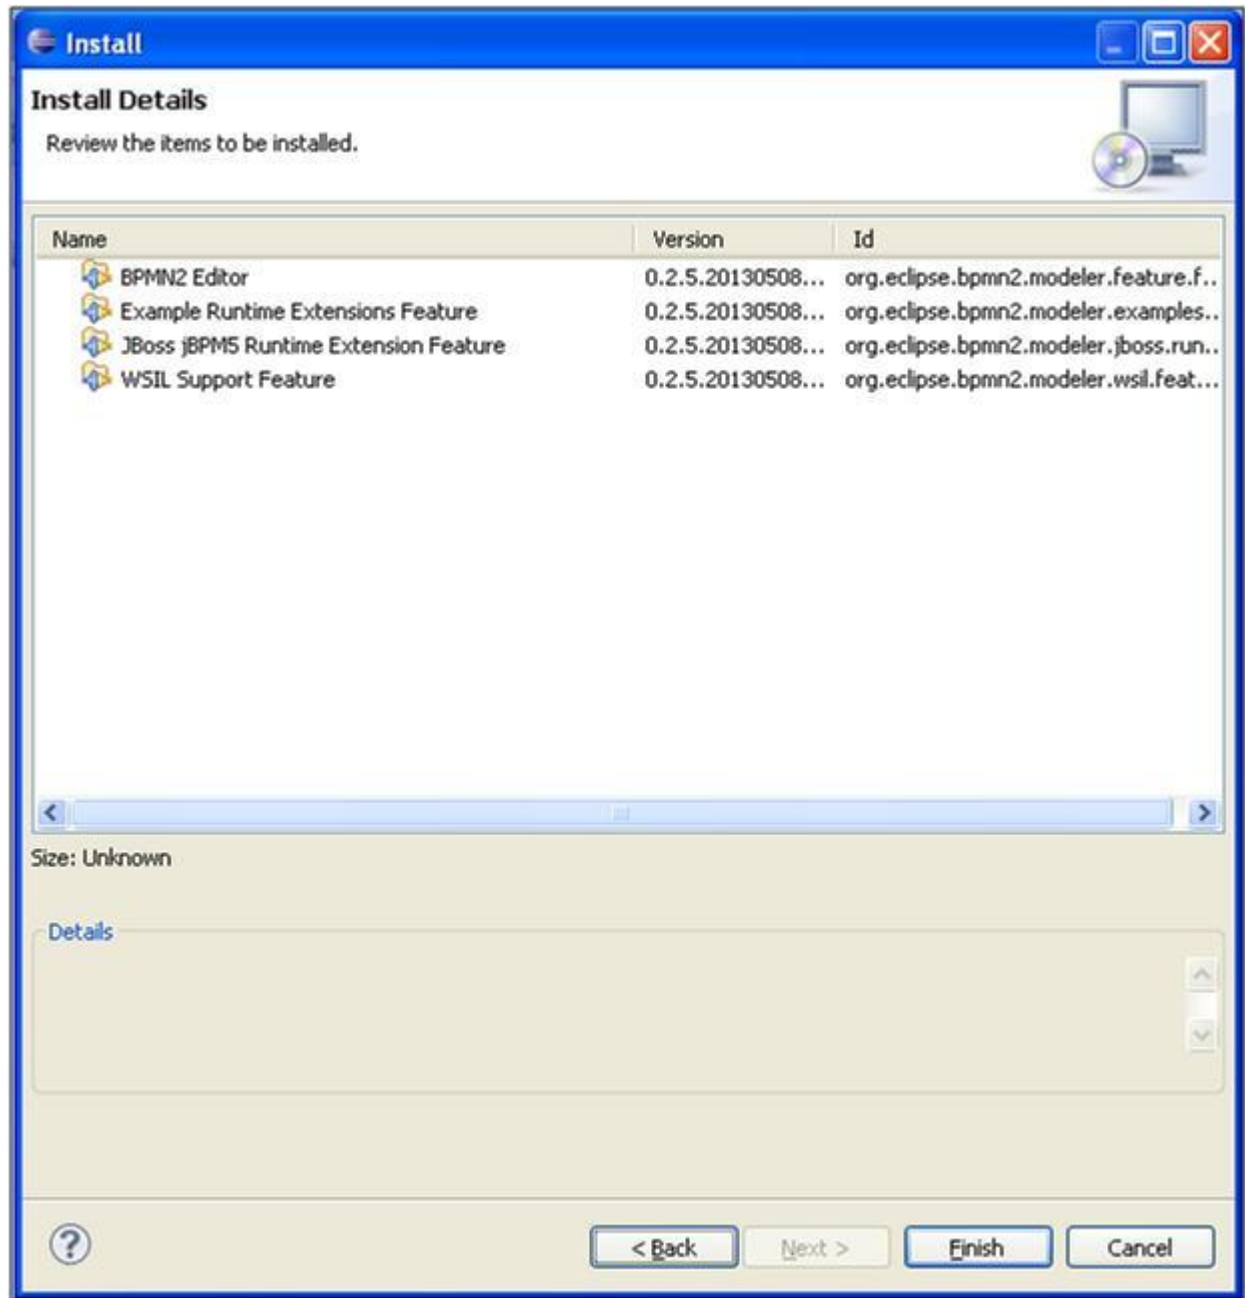 Install
Install Details
Review the items to be installed.
Name Version Id
BPMN2 Editor 0.2.5.20130508... org.eclipse.bpmn2.modeler.feature.f...
Example Runtime Extensions Feature 0.2.5.20130508... org.eclipse.bpmn2.modeler.examples...
JBoss jBPM5 Runtime Extension Feature 0.2.5.20130508... org.eclipse.bpmn2.modeler.jboss.run...
WSIL Support Feature 0.2.5.20130508... org.eclipse.bpmn2.modeler.wsil.feat...
Size: Unknown
Details
? < Back Next > Finish Cancel